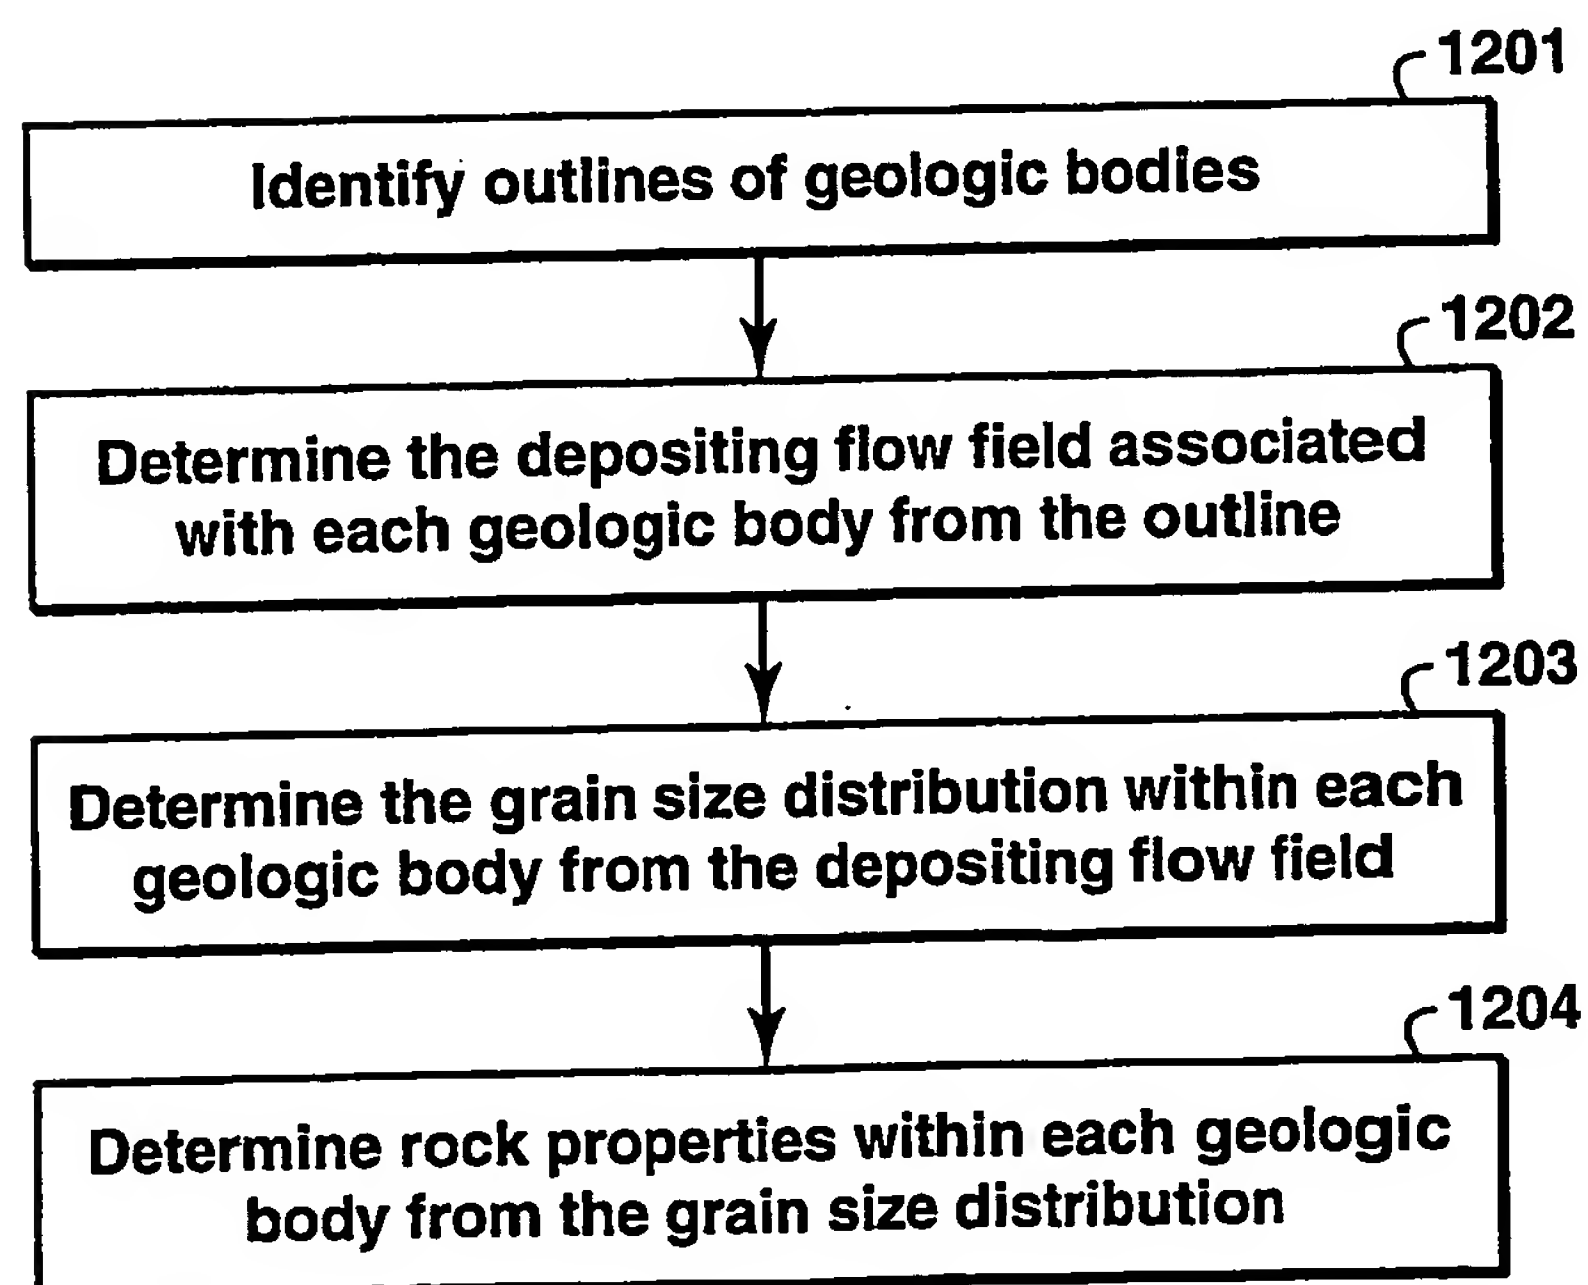 1201
Identify outlines of geologic bodies
1202
Determine the depositing flow field associated
with each geologic body from the outline
1203
Determine the grain size distribution within each
geologic body from the depositing flow field
1204
Determine rock properties within each geologic
body from the grain size distribution